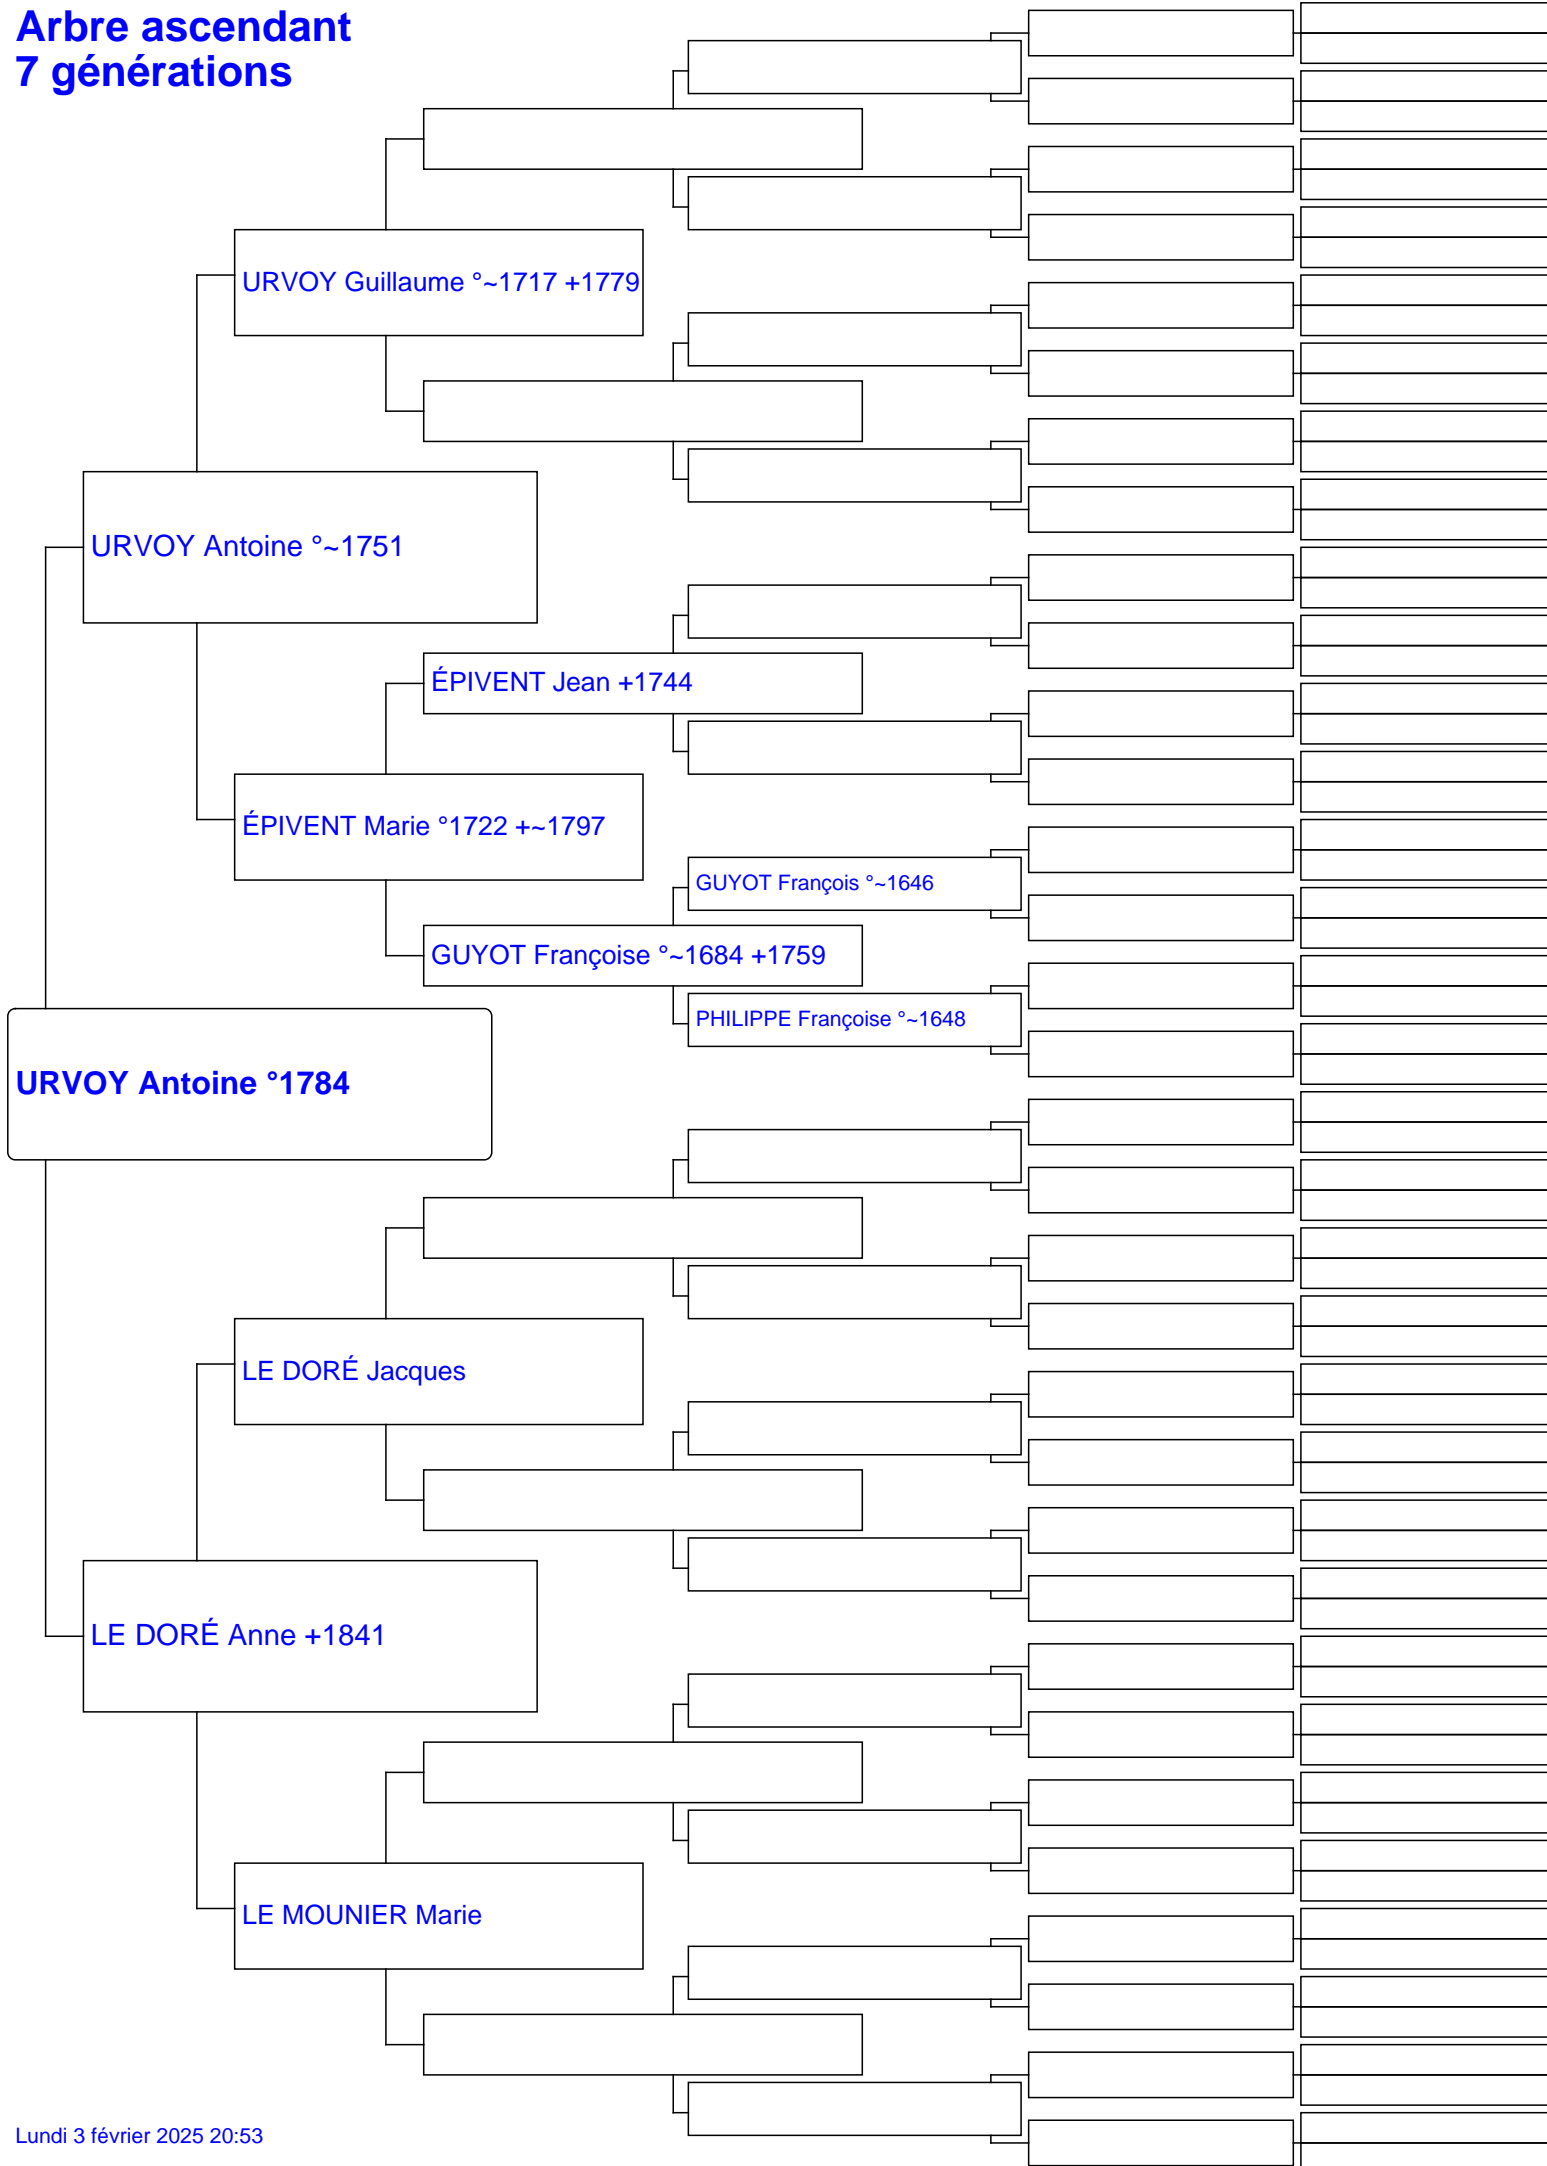 Arbre ascendant
7 générations
URVOY Guillaume °~1717 +1779
URVOY Antoine °~1751
ÉPIVENT Jean +1744
ÉPIVENT Marie °1722 +~1797
GUYOT François °~1646
GUYOT Françoise °~1684 +1759
PHILIPPE Françoise °~1648
URVOY Antoine °1784
LE DORÉ Jacques
LE DORÉ Anne +1841
LE MOUNIER Marie
Lundi 3 février 2025 20:53